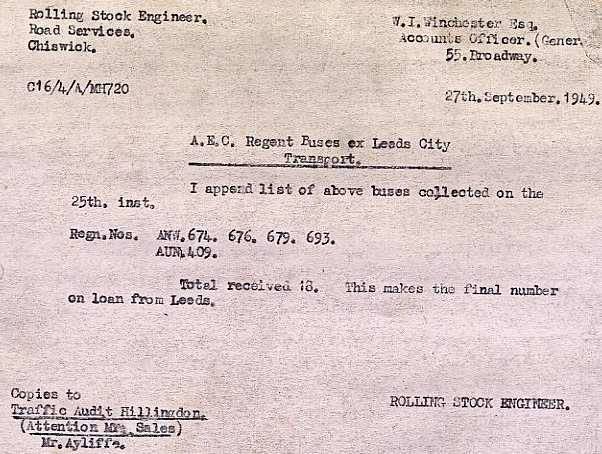 Rolling Stock Engineer.
Road Services.
Chiswick.
W.I.Winchester Esq.
Accounts Officer.(Gener
55.Broadway.
C16/4/A/MH720
27th.September.1949.
A.E.C. Regent Buses ex Leeds City
Transport.
I append list of above buses collected on the
25th. inst.
Regn.Nos. ANW.674. 676. 679. 693.
AUM.409.
Total received 18. This makes the final number
on loan from Leeds.
Copies to
Traffic Audit Hillingdon.
(Attention Mr. Sales)
Mr.Ayliffe.
ROLLING STOCK ENGINEER.